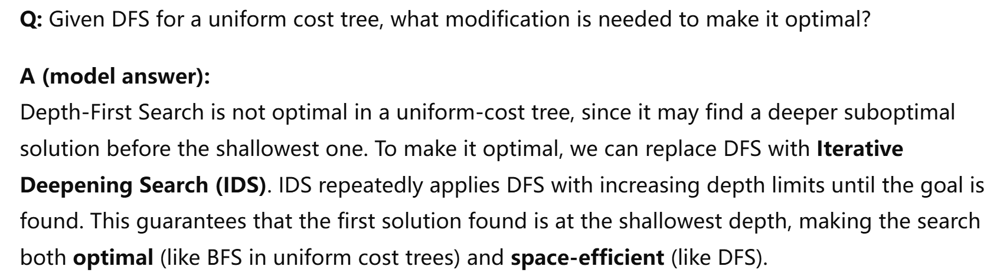 Q: Given DFS for a uniform cost tree, what modification is needed to make it optimal?
A (model answer):
Depth-First Search is not optimal in a uniform-cost tree, since it may find a deeper suboptimal
solution before the shallowest one. To make it optimal, we can replace DFS with Iterative
Deepening Search (IDS). IDS repeatedly applies DFS with increasing depth limits until the goal is
found. This guarantees that the first solution found is at the shallowest depth, making the search
both optimal (like BFS in uniform cost trees) and space-efficient (like DFS).